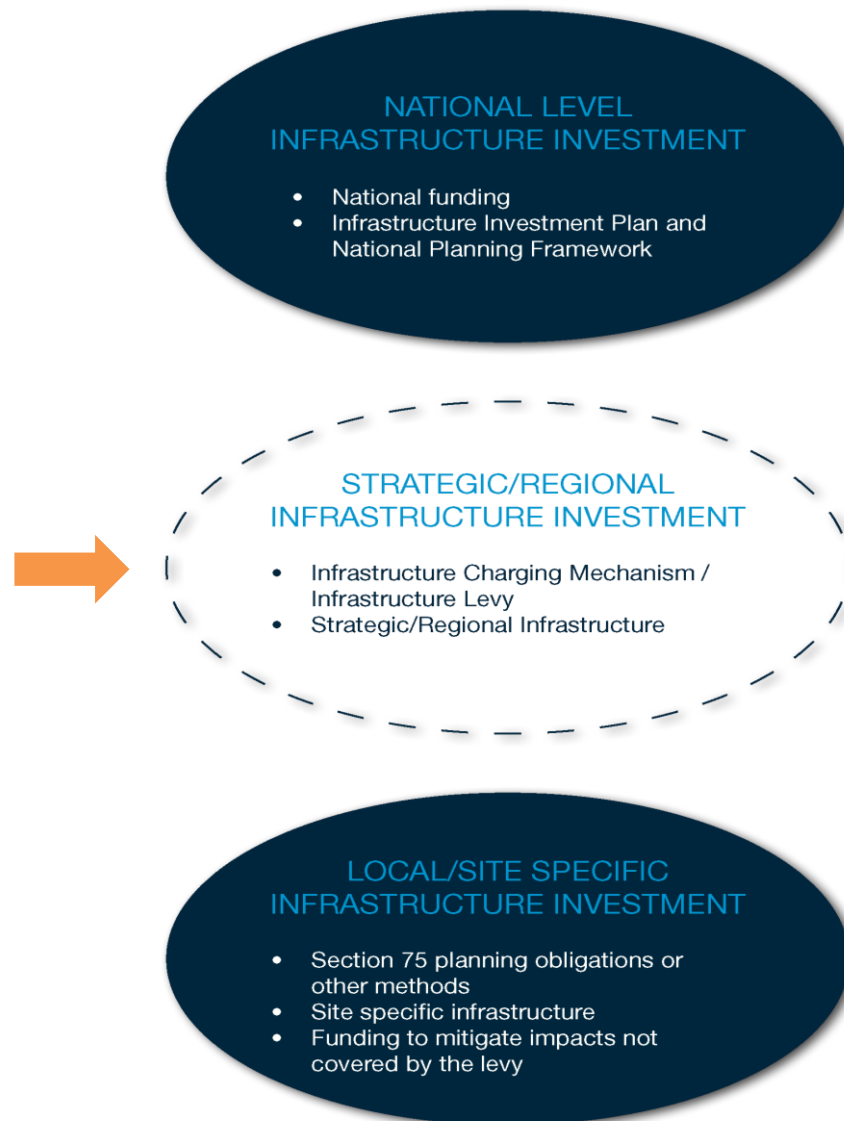 NATIONAL LEVEL
INFRASTRUCTURE INVESTMENT
• National funding
• Infrastructure Investment Plan and
National Planning Framework
STRATEGIC/REGIONAL
INFRASTRUCTURE INVESTMENT
• Infrastructure Charging Mechanism /
Infrastructure Levy
• Strategic/Regional Infrastructure
LOCAL/SITE SPECIFIC
INFRASTRUCTURE INVESTMENT
• Section 75 planning obligations or
other methods
• Site specific infrastructure
• Funding to mitigate impacts not
covered by the levy